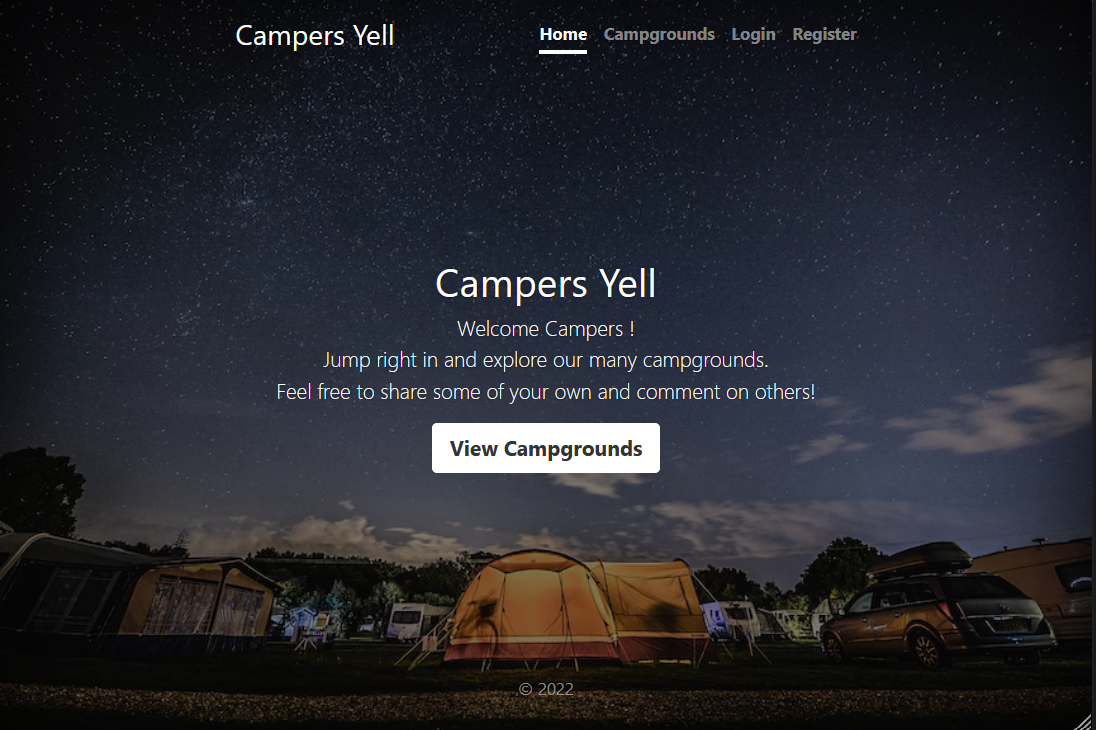 Campers Yell
Home Campgrounds Login Register
Campers Yell
Welcome Campers !
Jump right in and explore our many campgrounds.
Feel free to share some of your own and comment on others!
View Campgrounds
© 2022